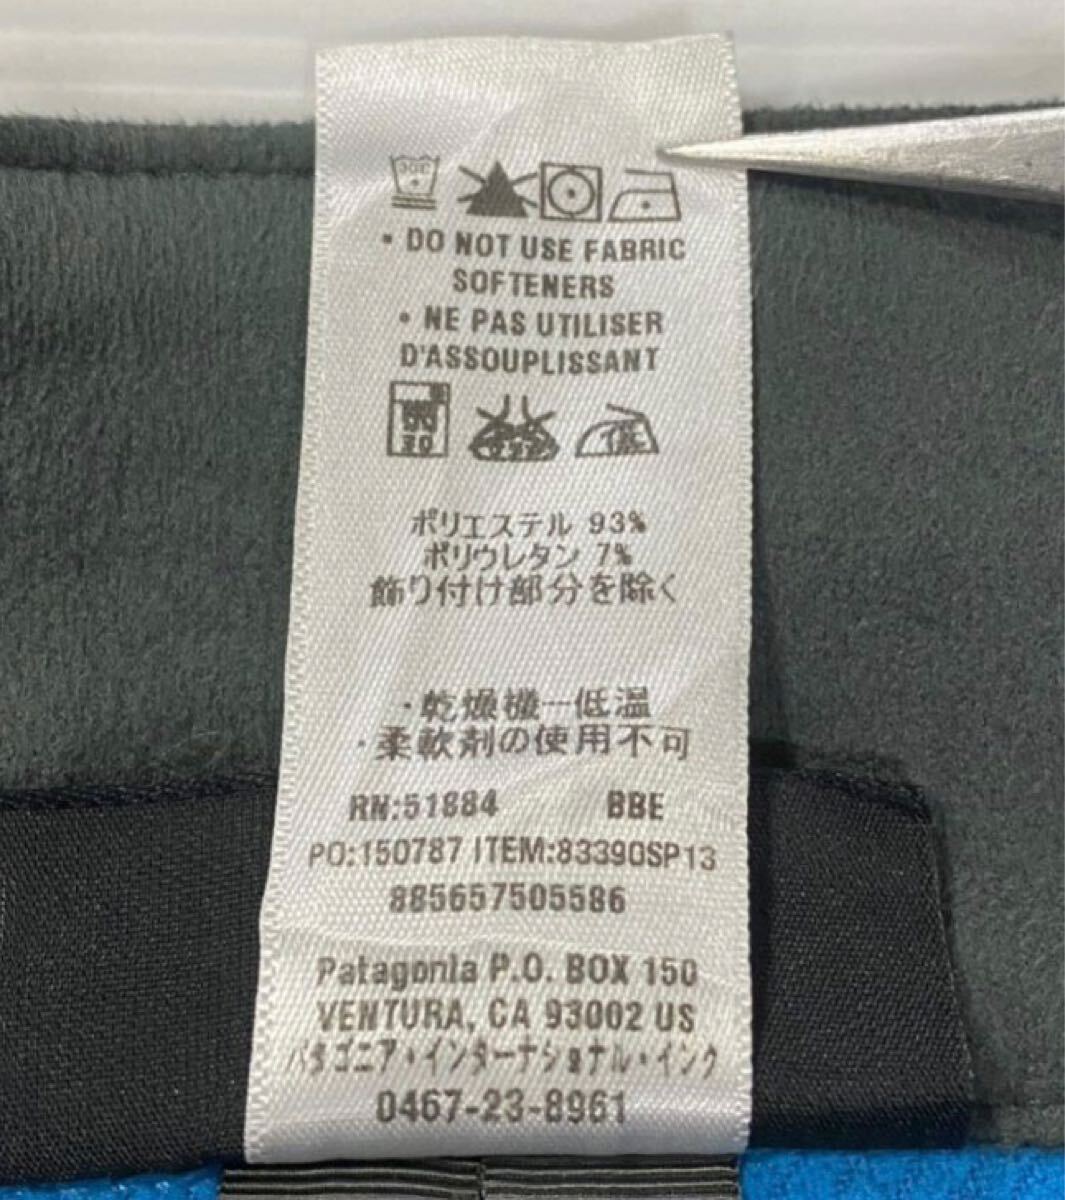 • DO NOT USE FABRIC
SOFTENERS
• NE PAS UTILISER
D'ASSOUPLISSANT
30
低
ポリエステル 93%
ポリウレタン 7%
飾り付け部分を除く
・乾燥機ー低温
・柔軟剤の使用不可
RN:51884 BBE
PO:150787 ITEM:83390SP13
885657505586
Patagonia P.O. BOX 150
VENTURA, CA 93002 US
パタゴニア・インターナショナル・インク
0467-23-8961